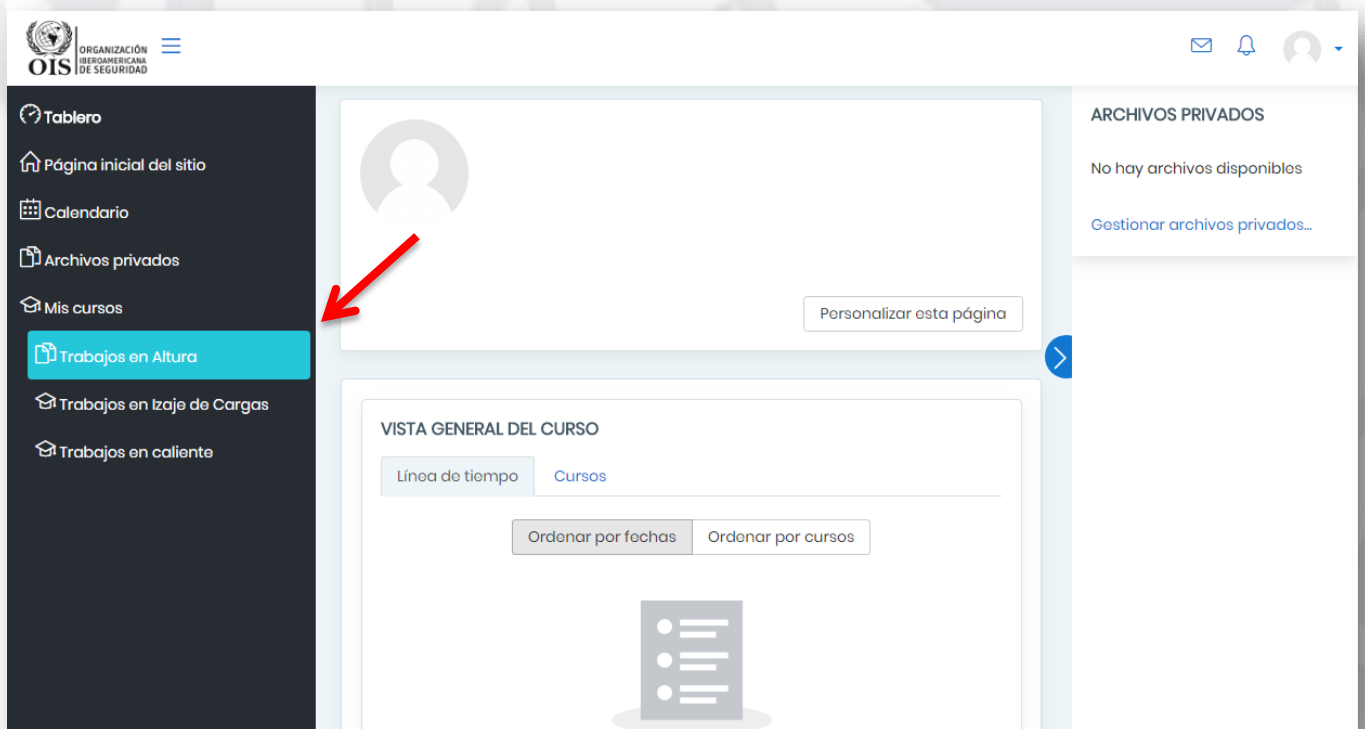 OIS
ORGANIZACIÓN
IBEROAMERICANA
DE SEGURIDAD
Tablero
Página inicial del sitio
Calendario
Archivos privados
Mis cursos
Trabajos en Altura
Trabajos en Izaje de Cargas
Trabajos en caliente
Personalizar esta página
VISTA GENERAL DEL CURSO
Línea de tiempo Cursos
Ordenar por fechas Ordenar por cursos
ARCHIVOS PRIVADOS
No hay archivos disponibles
Gestionar archivos privados...